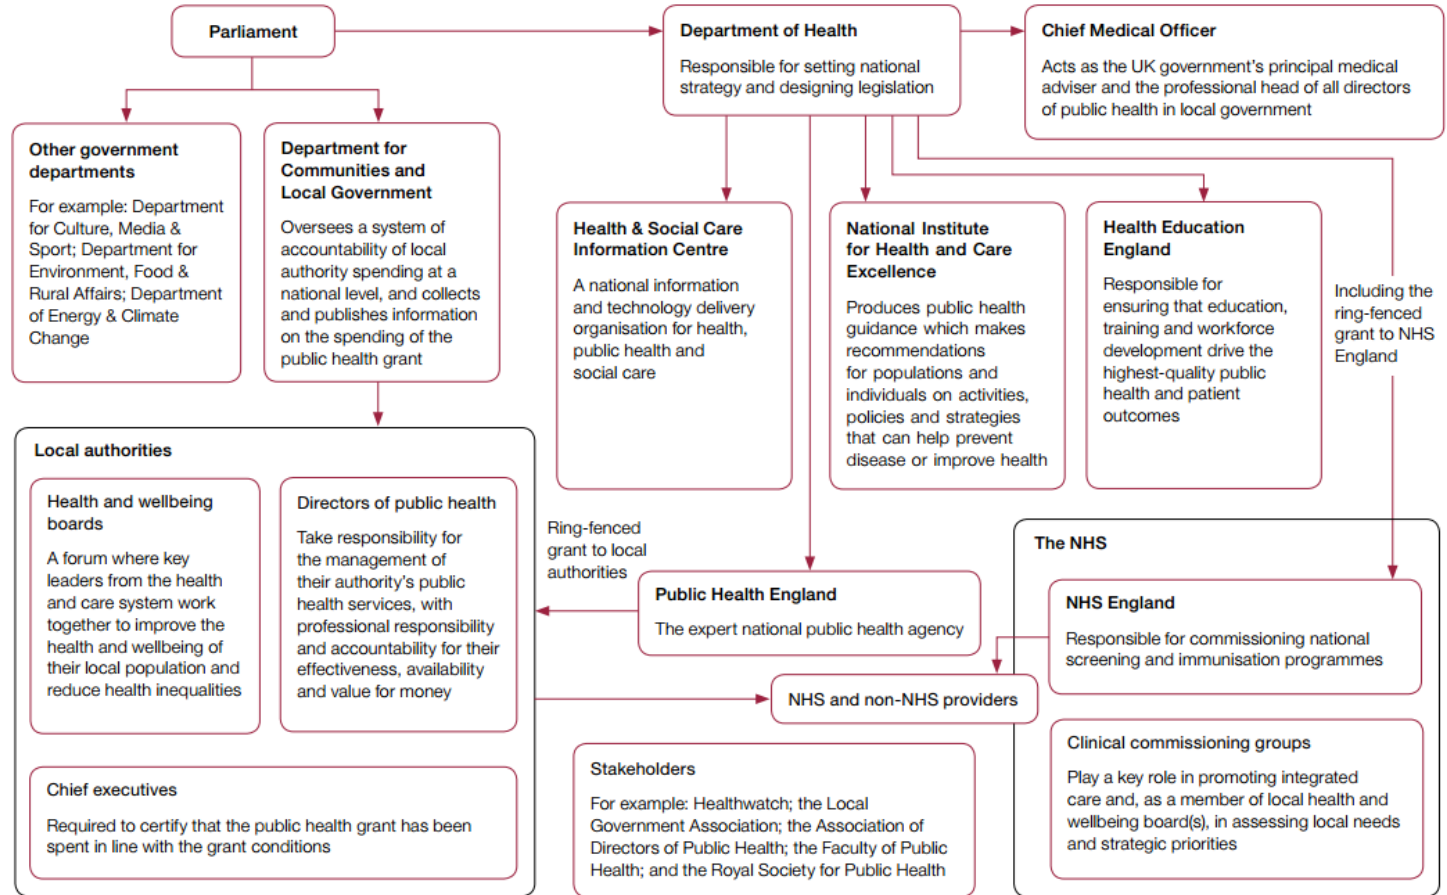 Parliament
Department of Health
Responsible for setting national
strategy and designing legislation
Chief Medical Officer
Acts as the UK government’s principal medical
adviser and the professional head of all directors
of public health in local government
Other government
departments
For example: Department
for Culture, Media &
Sport; Department for
Environment, Food &
Rural Affairs; Department
of Energy & Climate
Change
Department for
Communities and
Local Government
Oversees a system of
accountability of local
authority spending at a
national level, and collects
and publishes information
on the spending of the
public health grant
Health & Social Care
Information Centre
A national information
and technology delivery
organisation for health,
public health and
social care
National Institute
for Health and Care
Excellence
Produces public health
guidance which makes
recommendations
for populations and
individuals on activities,
policies and strategies
that can help prevent
disease or improve health
Health Education
England
Responsible for
ensuring that education,
training and workforce
development drive the
highest-quality public
health and patient
outcomes
Including the
ring-fenced
grant to NHS
England
Local authorities
Health and wellbeing
boards
A forum where key
leaders from the health
and care system work
together to improve the
health and wellbeing of
their local population and
reduce health inequalities
Directors of public health
Take responsibility for
the management of
their authority’s public
health services, with
professional responsibility
and accountability for their
effectiveness, availability
and value for money
Chief executives
Required to certify that the public health grant has been
spent in line with the grant conditions
Ring-fenced
grant to local
authorities
Public Health England
The expert national public health agency
NHS and non-NHS providers
Stakeholders
For example: Healthwatch; the Local
Government Association; the Association of
Directors of Public Health; the Faculty of Public
Health; and the Royal Society for Public Health
The NHS
NHS England
Responsible for commissioning national
screening and immunisation programmes
Clinical commissioning groups
Play a key role in promoting integrated
care and, as a member of local health and
wellbeing board(s), in assessing local needs
and strategic priorities